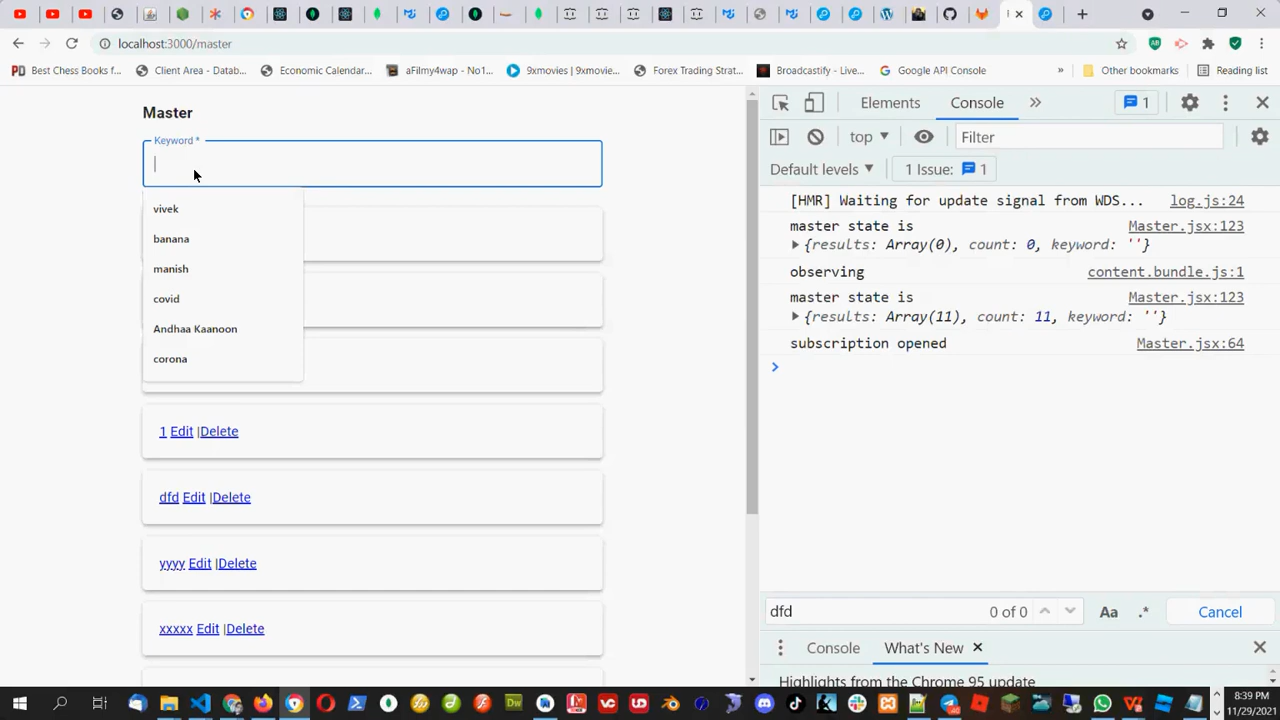 localhost:3000/master
Best Chess Books f...
Client Area - Datab...
Economic Calendar...
aFilmy4wap - No1...
9xmovies | 9xmovie...
Forex Trading Strat...
Broadcastify - Live...
Google API Console
»
Other bookmarks
Reading list
Master
Keyword *
vivek
banana
manish
covid
Andhaa Kaanoon
corona
1 Edit |Delete
dfd Edit |Delete
yyyy Edit |Delete
xxxxx Edit |Delete
Elements
Console
»
1
top
Filter
Default levels
1 Issue: 1
[HMR] Waiting for update signal from WDS... log.js:24
master state is Master.jsx:123
{results: Array(0), count: 0, keyword: ''}
observing content.bundle.js:1
master state is Master.jsx:123
{results: Array(11), count: 11, keyword: ''}
subscription opened Master.jsx:64
dfd 0 of 0 Aa .* Cancel
Console
What's New
Highlights from the Chrome 95 update
8:39 PM
11/29/2021